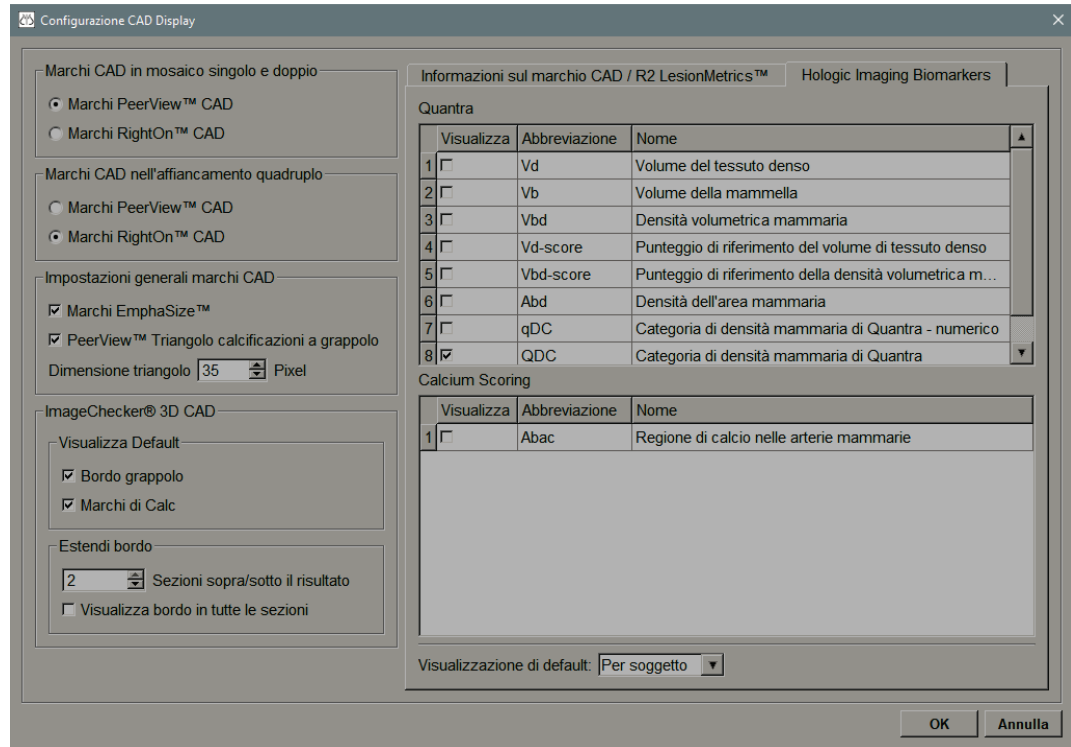 Configurazione CAD Display
Marchi CAD in mosaico singolo e doppio
Marchi PeerView™ CAD
Marchi RightOn™ CAD
Marchi CAD nell'affiancamento quadruplo
Marchi PeerView™ CAD
Marchi RightOn™ CAD
Impostazioni generali marchi CAD
Marchi EmphaSize™
PeerView™ Triangolo calcificazioni a grappolo
Dimensione triangolo 35 Pixel
ImageChecker® 3D CAD
Visualizza Default
Bordo grappolo
Marchi di Calc
Estendi bordo
2 Sezioni sopra/sotto il risultato
Visualizza bordo in tutte le sezioni
Informazioni sul marchio CAD / R2 LesionMetrics™ Hologic Imaging Biomarkers
Quantra
Visualizza Abbreviazione Nome
1 Vd Volume del tessuto denso
2 Vb Volume della mammella
3 Vbd Densità volumetrica mammaria
4 Vd-score Punteggio di riferimento del volume di tessuto denso
5 Vbd-score Punteggio di riferimento della densità volumetrica m...
6 Abd Densità dell'area mammaria
7 qDC Categoria di densità mammaria di Quantra - numerico
8 QDC Categoria di densità mammaria di Quantra
Calcium Scoring
Visualizza Abbreviazione Nome
1 Abac Regione di calcio nelle arterie mammarie
Visualizzazione di default: Per soggetto
OK Annulla